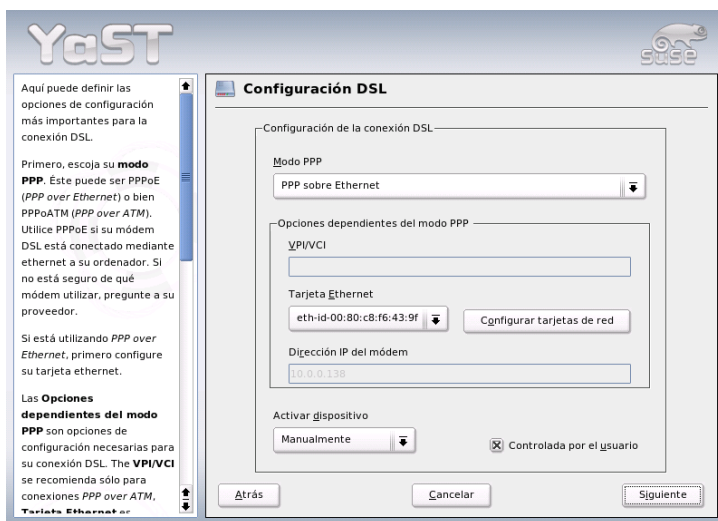 YaST
SUSE
Aquí puede definir las
opciones de configuración
más importantes para la
conexión DSL.
Primero, escoja su modo
PPP. Éste puede ser PPPoE
(PPP over Ethernet) o bien
PPPoATM (PPP over ATM).
Utilice PPPoE si su módem
DSL está conectado mediante
ethernet a su ordenador. Si
no está seguro de qué
módem utilizar, pregunte a su
proveedor.
Si está utilizando PPP over
Ethernet, primero configure
su tarjeta ethernet.
Las Opciones
dependientes del modo
PPP son opciones de
configuración necesarias para
su conexión DSL. The VPI/VCI
se recomienda sólo para
conexiones PPP over ATM,
Tarjeta Ethernet es
Configuración DSL
Configuración de la conexión DSL
Modo PPP
PPP sobre Ethernet
Opciones dependientes del modo PPP
VPI/VCI
Tarjeta Ethernet
eth-id-00:80:c8:f6:43:9f
Configurar tarjetas de red
Dirección IP del módem
10.0.0.138
Activar dispositivo
Manualmente
Controlada por el usuario
Atrás
Cancelar
Siguiente